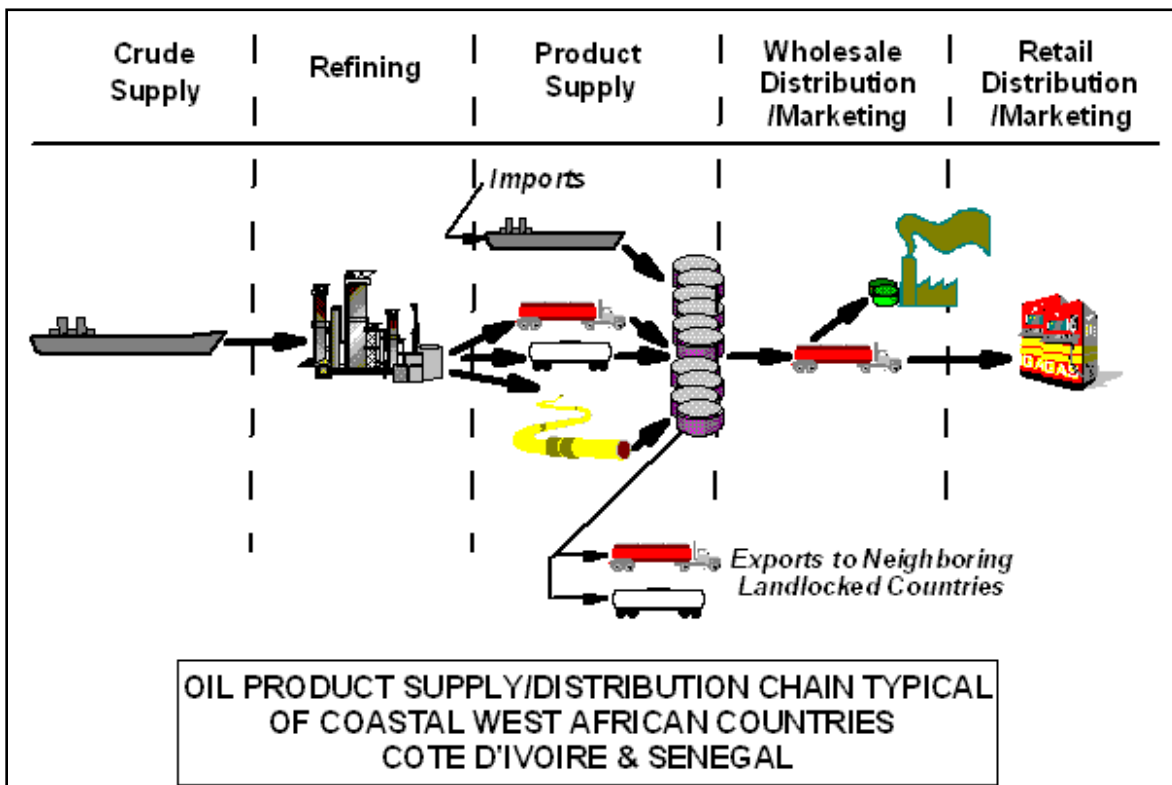 Crude
Supply
Refining
Product
Supply
Wholesale
Distribution
/Marketing
Retail
Distribution
/Marketing
Imports
GAGAS
Exports to Neighboring
Landlocked Countries
OIL PRODUCT SUPPLY/DISTRIBUTION CHAIN TYPICAL
OF COASTAL WEST AFRICAN COUNTRIES
COTE D'IVOIRE & SENEGAL